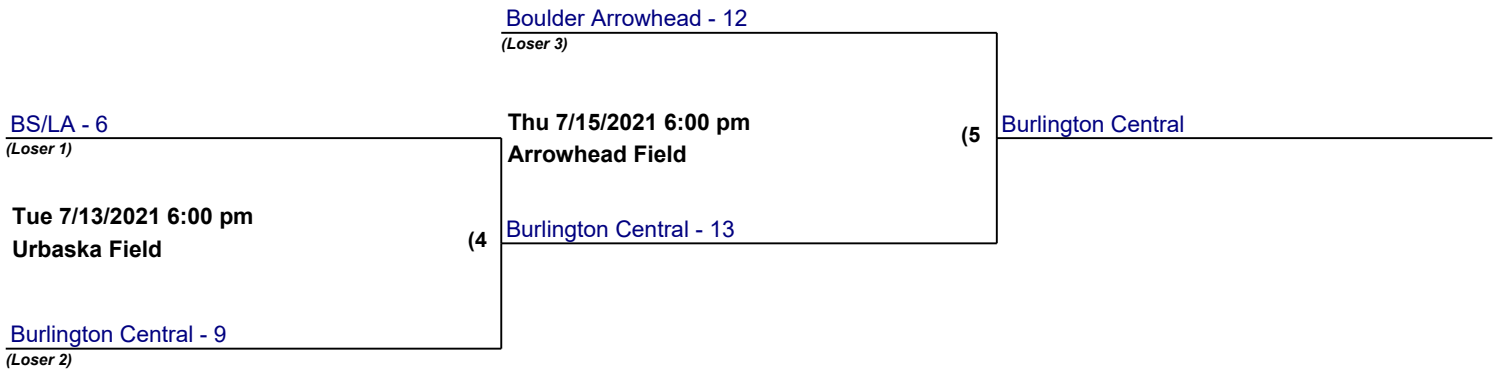 Boulder Arrowhead - 12
(Loser 3)
BS/LA - 6
(Loser 1)
Thu 7/15/2021 6:00 pm
Arrowhead Field
(5
Burlington Central
Tue 7/13/2021 6:00 pm
Urbaska Field
(4
Burlington Central - 13
Burlington Central - 9
(Loser 2)